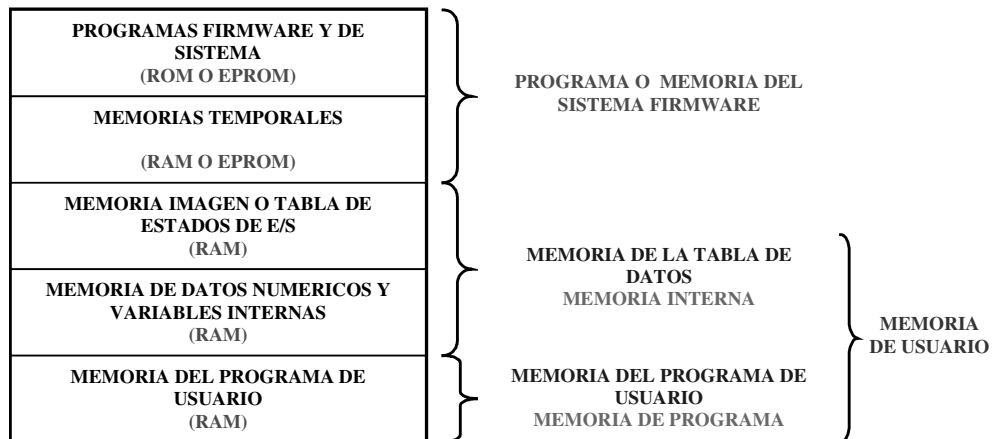 PROGRAMAS FIRMWARE Y DE
SISTEMA
(ROM O EPROM)
MEMORIAS TEMPORALES
(RAM O EPROM)
MEMORIA IMAGEN O TABLA DE
ESTADOS DE E/S
(RAM)
MEMORIA DE DATOS NUMERICOS Y
VARIABLES INTERNAS
(RAM)
MEMORIA DEL PROGRAMA DE
USUARIO
(RAM)
PROGRAMA O MEMORIA DEL
SISTEMA FIRMWARE
MEMORIA DE LA TABLA DE
DATOS
MEMORIA INTERNA
MEMORIA DEL PROGRAMA DE
USUARIO
MEMORIA DE PROGRAMA
MEMORIA
DE USUARIO